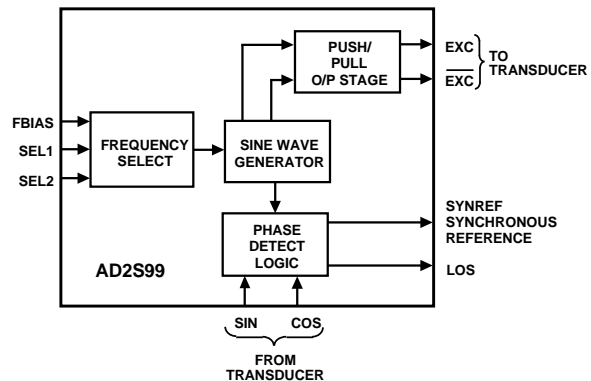 PUSH/
PULL
O/P STAGE
EXC
EXC
TO
TRANSDUCER
FBIAS
SEL1
SEL2
FREQUENCY
SELECT
SINE WAVE
GENERATOR
PHASE
DETECT
LOGIC
SYNREF
SYNCHRONOUS
REFERENCE
LOS
AD2S99
SIN
COS
FROM
TRANSDUCER